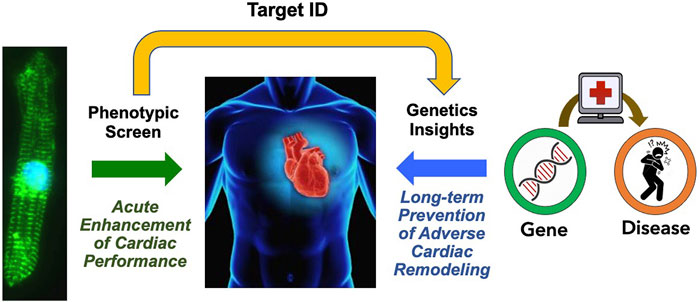 Target ID
Phenotypic
Screen
Acute
Enhancement
of Cardiac
Performance
Genetics
Insights
Long-term
Prevention
of Adverse
Cardiac
Remodeling
!?
Gene
Disease